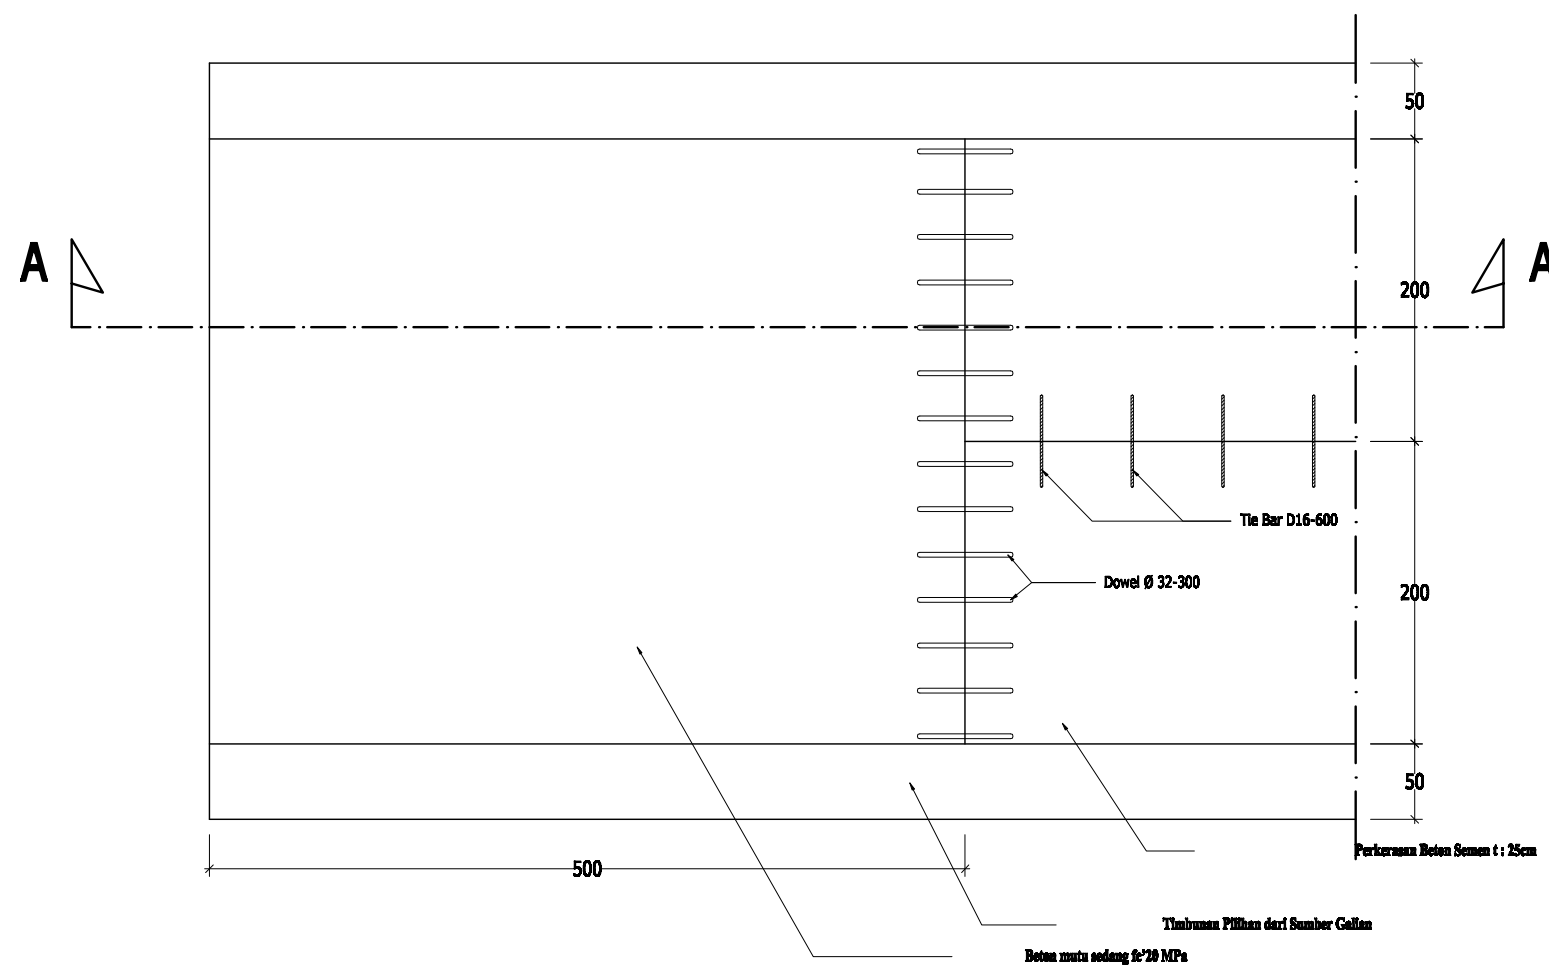 50
A
A
200
Tie Bar D16-600
Dowel Ø 32-300
200
50
Perkerasan Beton Semen t : 25cm
500
Timbunan Pilihan dari Sumber Galian
Beton mutu sedang fc'20 MPa